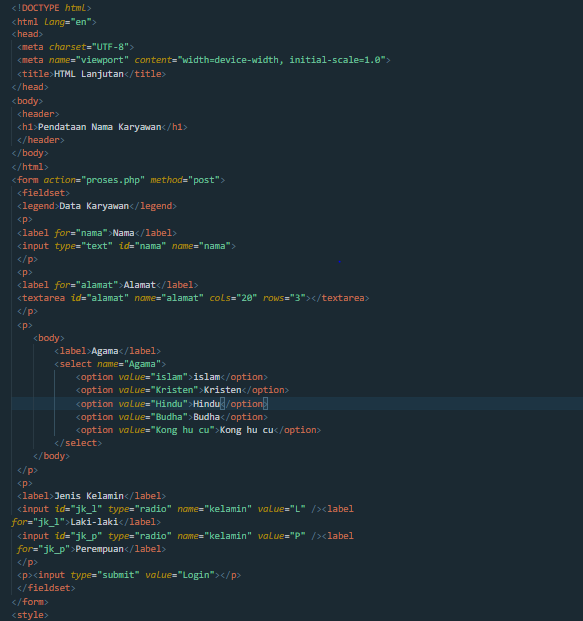 <!DOCTYPE html>
<html lang="en">
<head>
<meta charset="UTF-8">
<meta name="viewport" content="width=device-width, initial-scale=1.0">
<title>HTML Lanjutan</title>
</head>
<body>
<header>
<h1>Pendataan Nama Karyawan</h1>
</header>
</body>
</html>
<form action="proses.php" method="post">
<fieldset>
<legend>Data Karyawan</legend>
<p>
<label for="nama">Nama</label>
<input type="text" id="nama" name="nama">
</p>
<p>
<label for="alamat">Alamat</label>
<textarea id="alamat" name="alamat" cols="20" rows="3"></textarea>
</p>
<p>
<body>
<label>Agama</label>
<select name="Agama">
<option value="islam">islam</option>
<option value="Kristen">Kristen</option>
<option value="Hindu">Hindu</option>
<option value="Budha">Budha</option>
<option value="Kong hu cu">Kong hu cu</option>
</select>
</body>
</p>
<p>
<label>Jenis Kelamin</label>
<input id="jk_l" type="radio" name="kelamin" value="L" /><label
for="jk_l">Laki-laki</label>
<input id="jk_p" type="radio" name="kelamin" value="P" /><label
for="jk_p">Perempuan</label>
</p>
<p><input type="submit" value="Login"></p>
</fieldset>
</form>
<style>